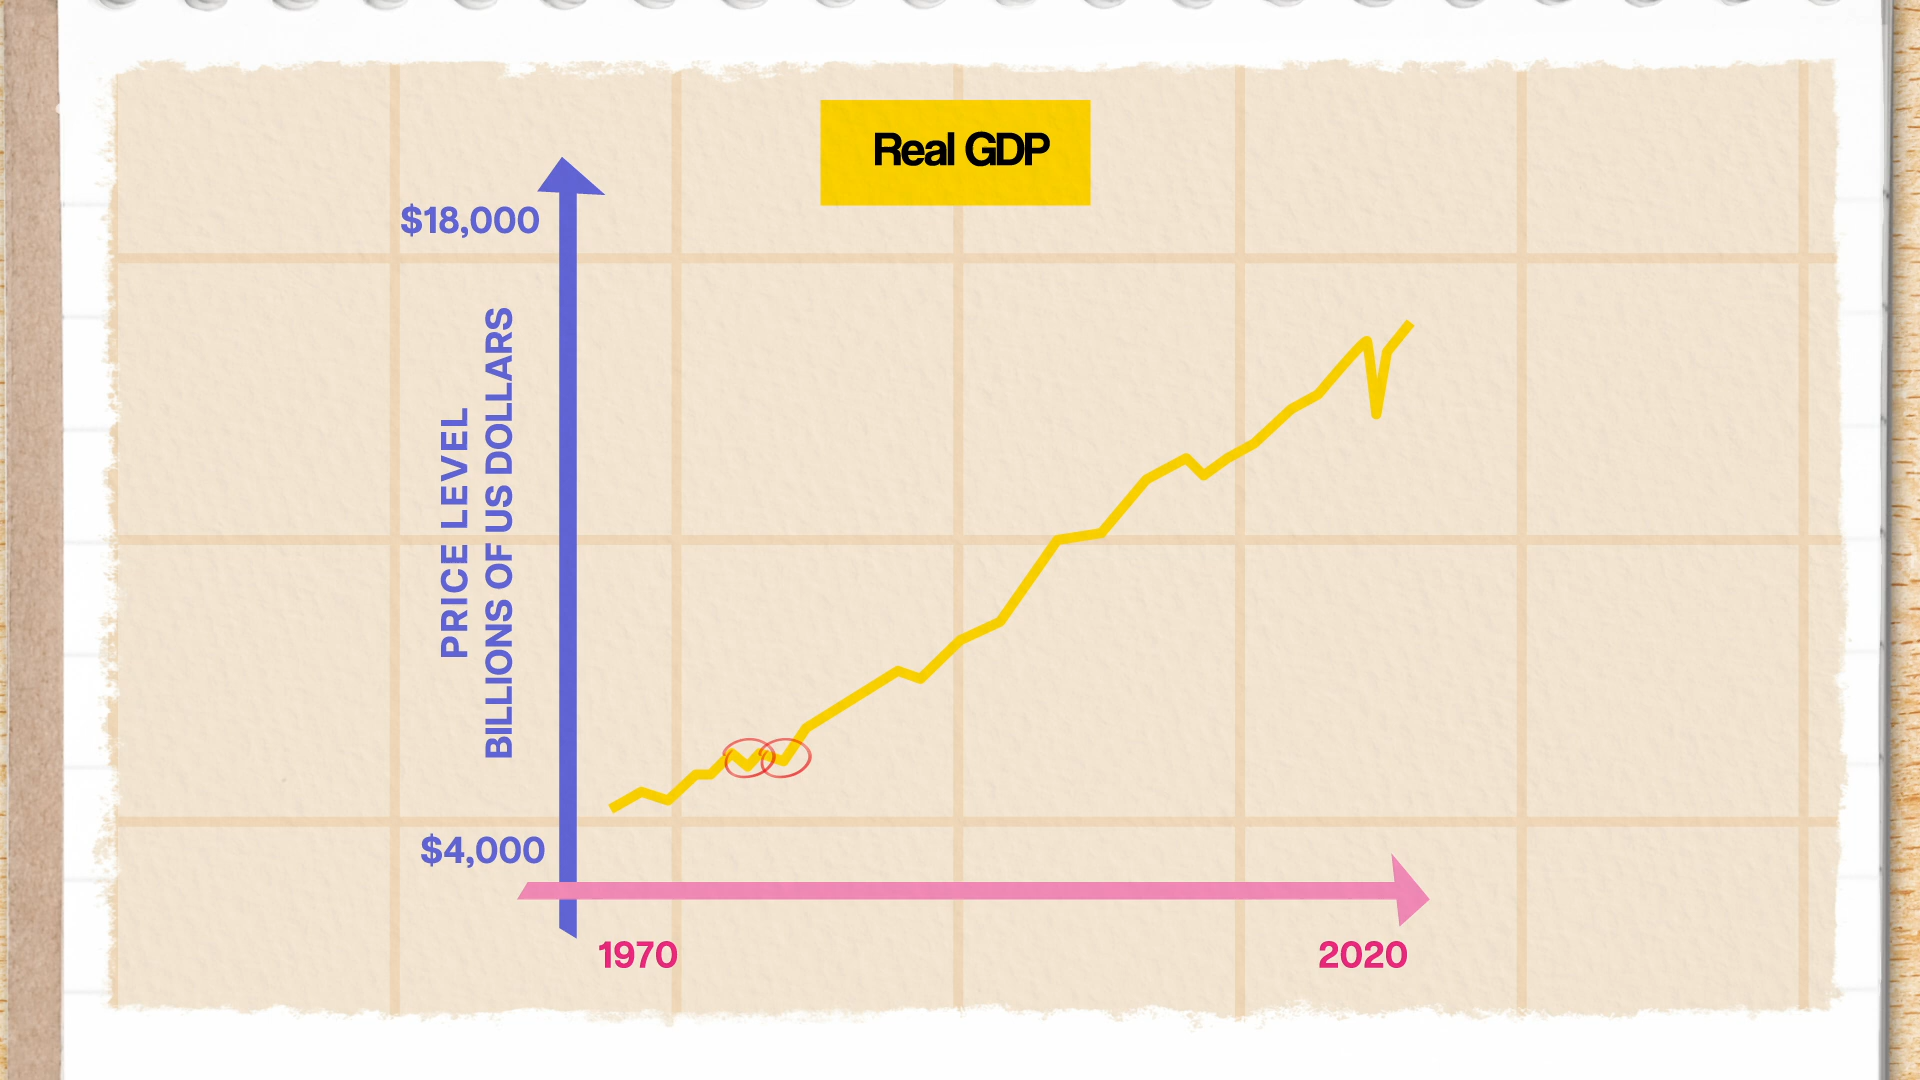 Real GDP
$18,000
PRICE LEVEL
BILLIONS OF US DOLLARS
$4,000
1970
2020